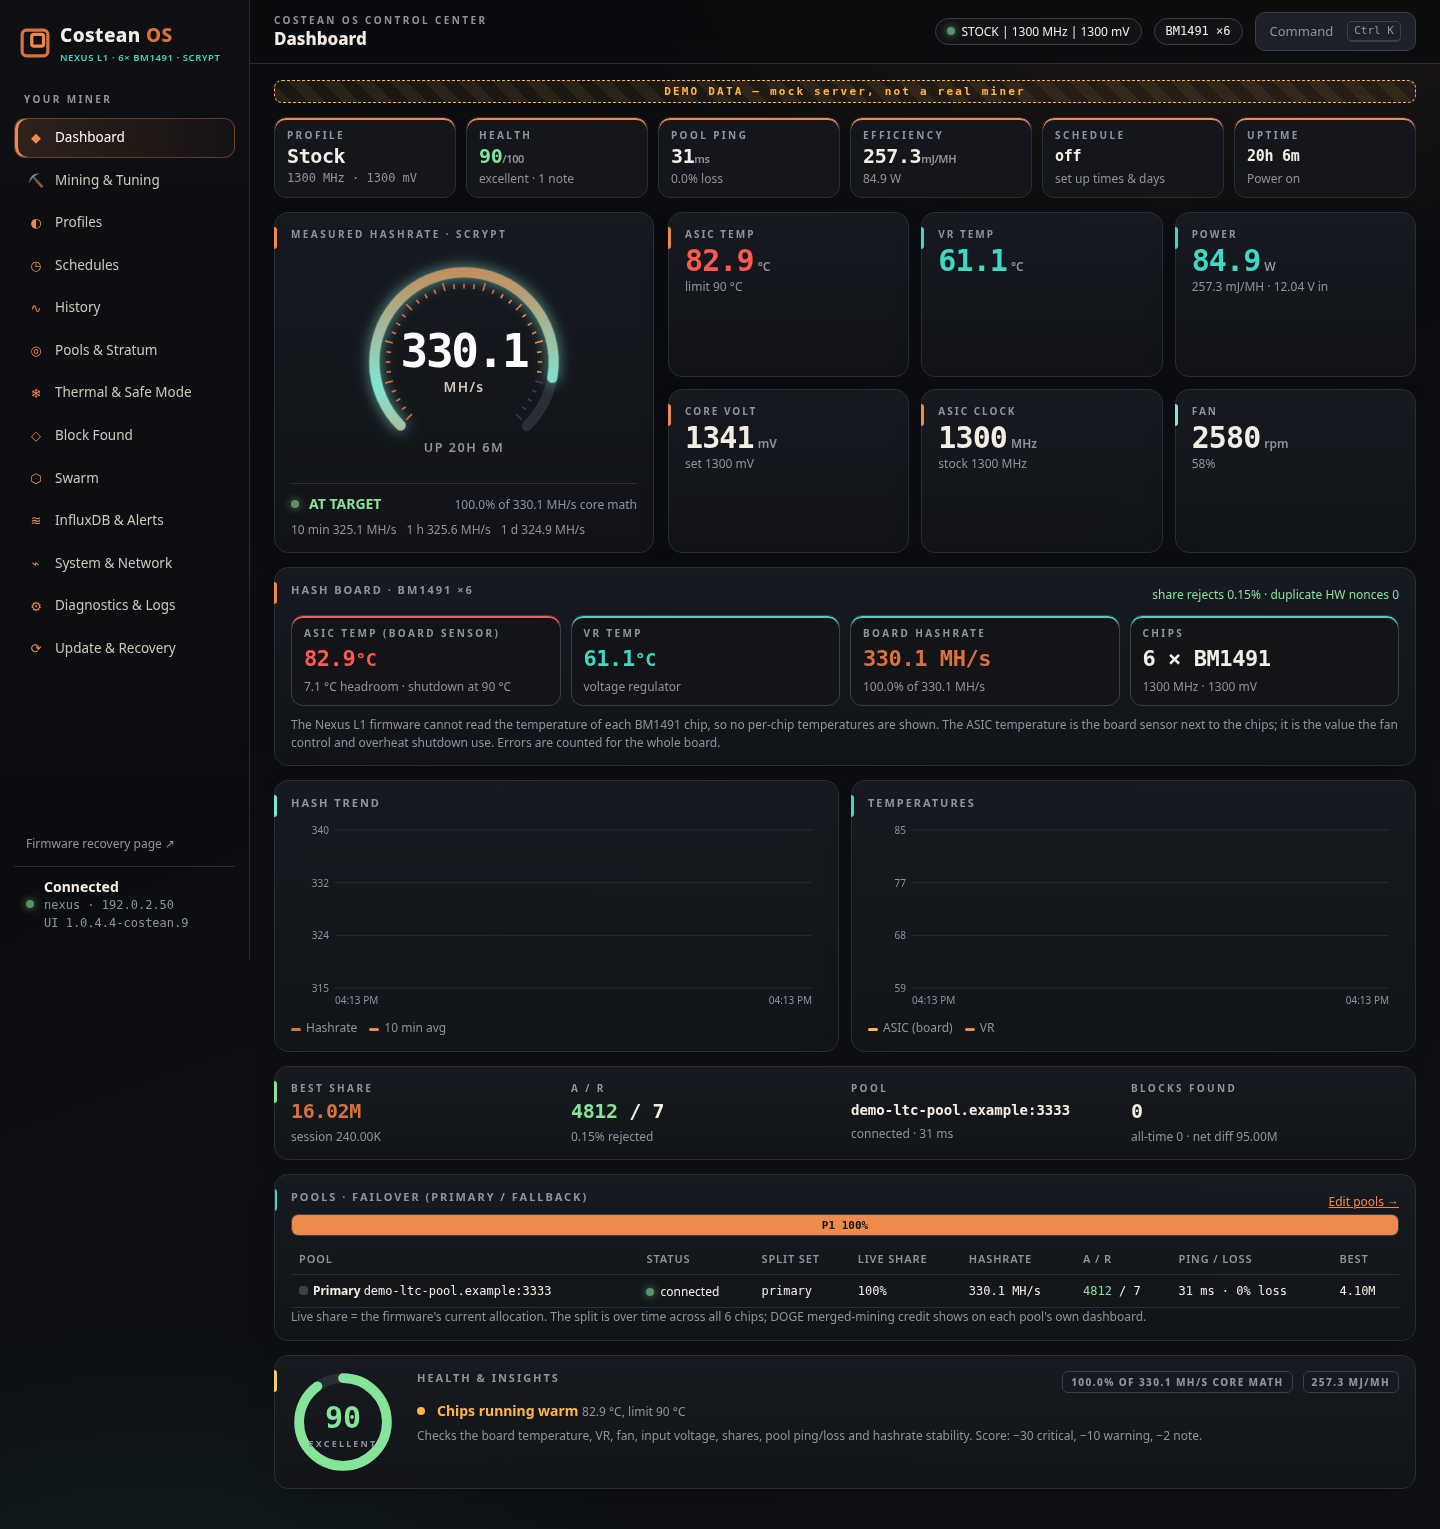 Costean OS
NEXUS L1 · 6× BM1491 · SCRYPT
YOUR MINER
Dashboard
Mining & Tuning
Profiles
Schedules
History
Pools & Stratum
Thermal & Safe Mode
Block Found
Swarm
InfluxDB & Alerts
System & Network
Diagnostics & Logs
Update & Recovery
Firmware recovery page ↗
Connected
nexus · 192.0.2.50
UI 1.0.4.4-costean.9
COSTEAN OS CONTROL CENTER
Dashboard
STOCK | 1300 MHz | 1300 mV
BM1491 ×6
Command Ctrl K
DEMO DATA — mock server, not a real miner
PROFILE
Stock
1300 MHz · 1300 mV
HEALTH
90/100
excellent · 1 note
POOL PING
31ms
0.0% loss
EFFICIENCY
257.3mJ/MH
84.9 W
SCHEDULE
off
set up times & days
UPTIME
20h 6m
Power on
MEASURED HASHRATE · SCRYPT
330.1
MH/s
UP 20H 6M
AT TARGET 100.0% of 330.1 MH/s core math
10 min 325.1 MH/s 1 h 325.6 MH/s 1 d 324.9 MH/s
ASIC TEMP
82.9 °C
limit 90 °C
VR TEMP
61.1 °C
POWER
84.9 W
257.3 mJ/MH · 12.04 V in
CORE VOLT
1341 mV
set 1300 mV
ASIC CLOCK
1300 MHz
stock 1300 MHz
FAN
2580 rpm
58%
HASH BOARD · BM1491 ×6
share rejects 0.15% · duplicate HW nonces 0
ASIC TEMP (BOARD SENSOR)
82.9°C
7.1 °C headroom · shutdown at 90 °C
VR TEMP
61.1°C
voltage regulator
BOARD HASHRATE
330.1 MH/s
100.0% of 330.1 MH/s
CHIPS
6 × BM1491
1300 MHz · 1300 mV
The Nexus L1 firmware cannot read the temperature of each BM1491 chip, so no per-chip temperatures are shown. The ASIC temperature is the board sensor next to the chips; it is the value the fan
control and overheat shutdown use. Errors are counted for the whole board.
HASH TREND
340
332
324
315
04:13 PM 04:13 PM
Hashrate 10 min avg
TEMPERATURES
85
77
68
59
04:13 PM 04:13 PM
ASIC (board) VR
BEST SHARE
16.02M
session 240.00K
A / R
4812 / 7
0.15% rejected
POOL
demo-ltc-pool.example:3333
connected · 31 ms
BLOCKS FOUND
0
all-time 0 · net diff 95.00M
POOLS · FAILOVER (PRIMARY / FALLBACK)
Edit pools →
P1 100%
POOL STATUS SPLIT SET LIVE SHARE HASHRATE A / R PING / LOSS BEST
Primary demo-ltc-pool.example:3333 connected primary 100% 330.1 MH/s 4812 / 7 31 ms · 0% loss 4.10M
Live share = the firmware's current allocation. The split is over time across all 6 chips; DOGE merged-mining credit shows on each pool's own dashboard.
90
EXCELLENT
HEALTH & INSIGHTS
100.0% OF 330.1 MH/S CORE MATH
257.3 MJ/MH
Chips running warm 82.9 °C, limit 90 °C
Checks the board temperature, VR, fan, input voltage, shares, pool ping/loss and hashrate stability. Score: −30 critical, −10 warning, −2 note.